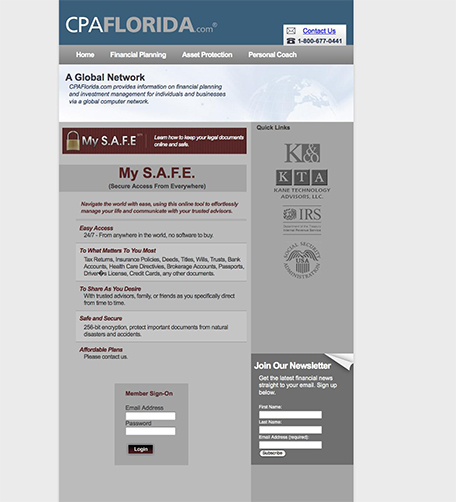 CPAFLORIDA.com®
Contact Us
1-800-677-0441
Home Financial Planning Asset Protection Personal Coach
A Global Network
CPAFlorida.com provides information on financial planning
and investment management for individuals and businesses
via a global computer network.
My S.A.F.E
Learn how to keep your legal documents
online and safe.
My S.A.F.E.
(Secure Access From Everywhere)
Navigate the world with ease, using this online tool to effortlessly
manage your life and communicate with your trusted advisors.
Easy Access
24/7 - From anywhere in the world, no software to buy.
To What Matters To You Most
Tax Returns, Insurance Policies, Deeds, Titles, Wills, Trusts, Bank
Accounts, Health Care Directivies, Brokerage Accounts, Passports,
Driver�s License, Credit Cards, any other documents.
To Share As You Desire
With trusted advisors, family, or friends as you specifically direct
from time to time.
Safe and Secure
256-bit encryption, protect important documents from natural
disasters and accidents.
Affordable Plans
Please contact us.
Member Sign-On
Email Address
Password
Login
Quick Links
K&co
KTA
KANE TECHNOLOGY
ADVISORS, LLC.
IRS
Department of the Treasury
Internal Revenue Service
SOCIAL SECURITY
USA
ADMINISTRATION
Join Our Newsletter
Get the latest financial news
straight to your email. Sign up
below.
First Name:
Last Name:
Email Address (required):
Subscribe